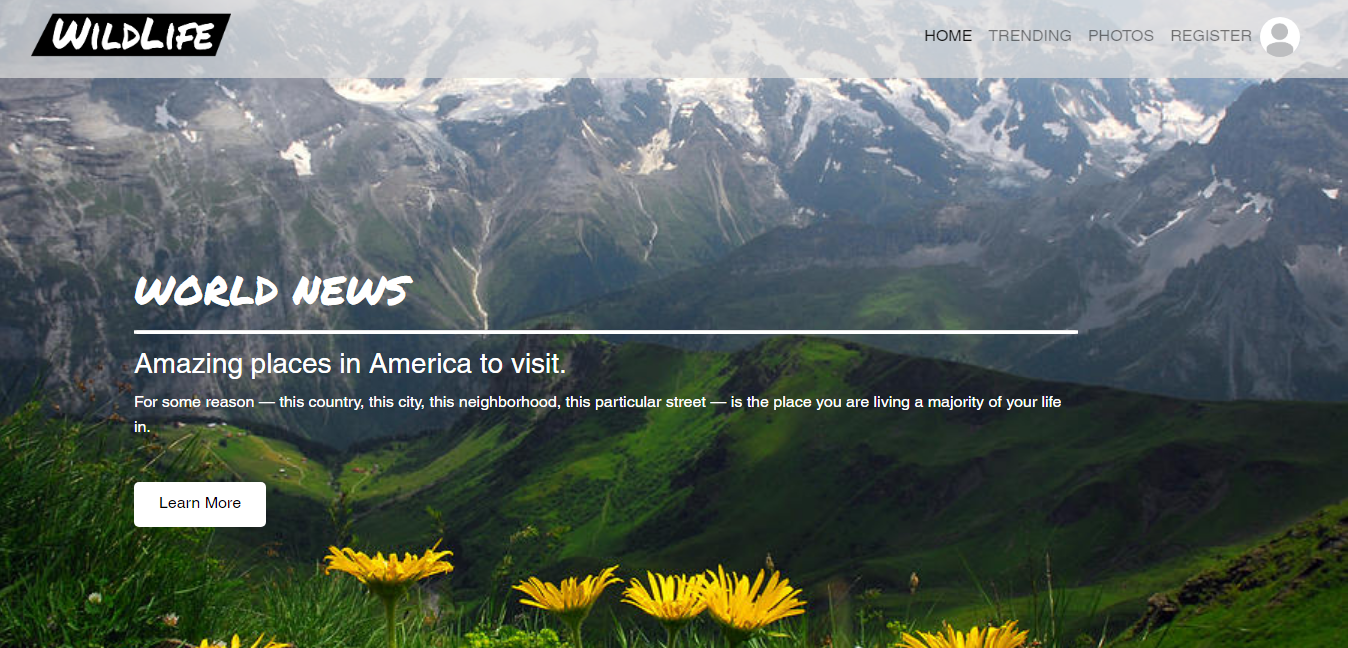 WILDLIFE
HOME TRENDING PHOTOS REGISTER
WORLD NEWS
Amazing places in America to visit.
For some reason — this country, this city, this neighborhood, this particular street — is the place you are living a majority of your life
in.
Learn More